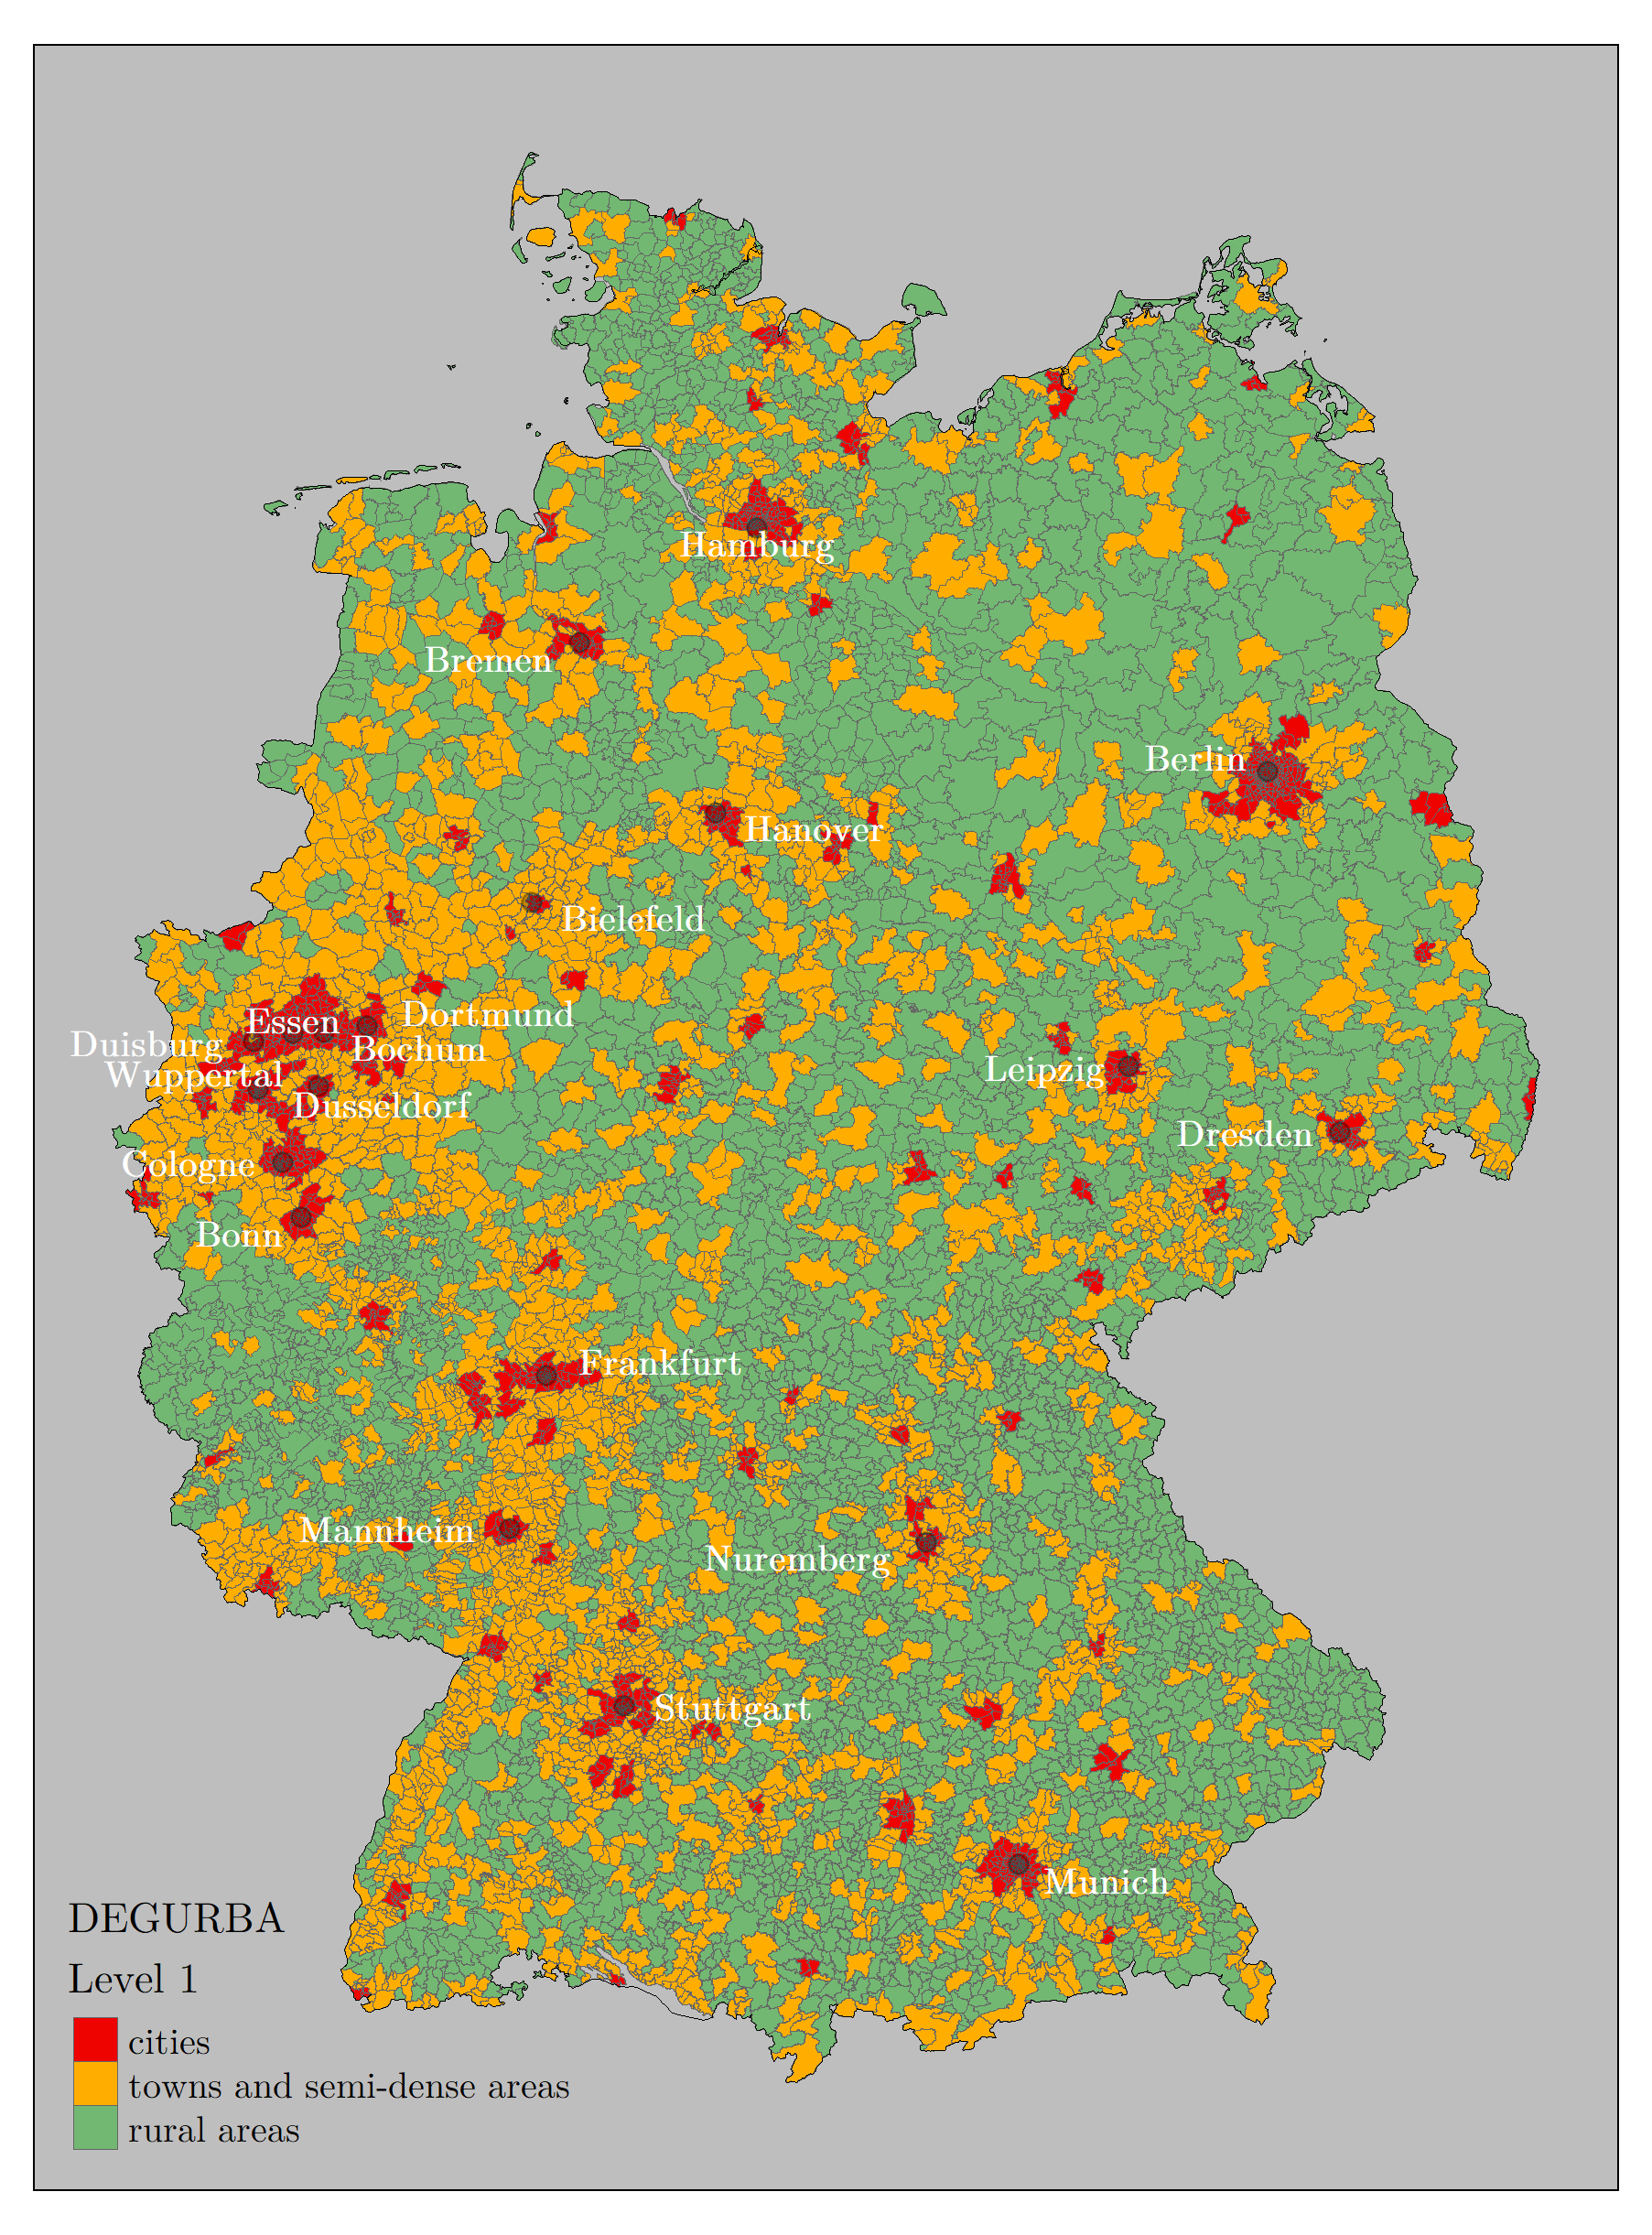 Hamburg
Bremen
Berlin
Hanover
Bielefeld
Essen
Dortmund
Duisburg
Bochum
Wuppertal
Leipzig
Dusseldorf
Dresden
Cologne
Bonn
Frankfurt
Mannheim
Nuremberg
Stuttgart
Munich
DEGURBA
Level 1
cities
towns and semi-dense areas
rural areas